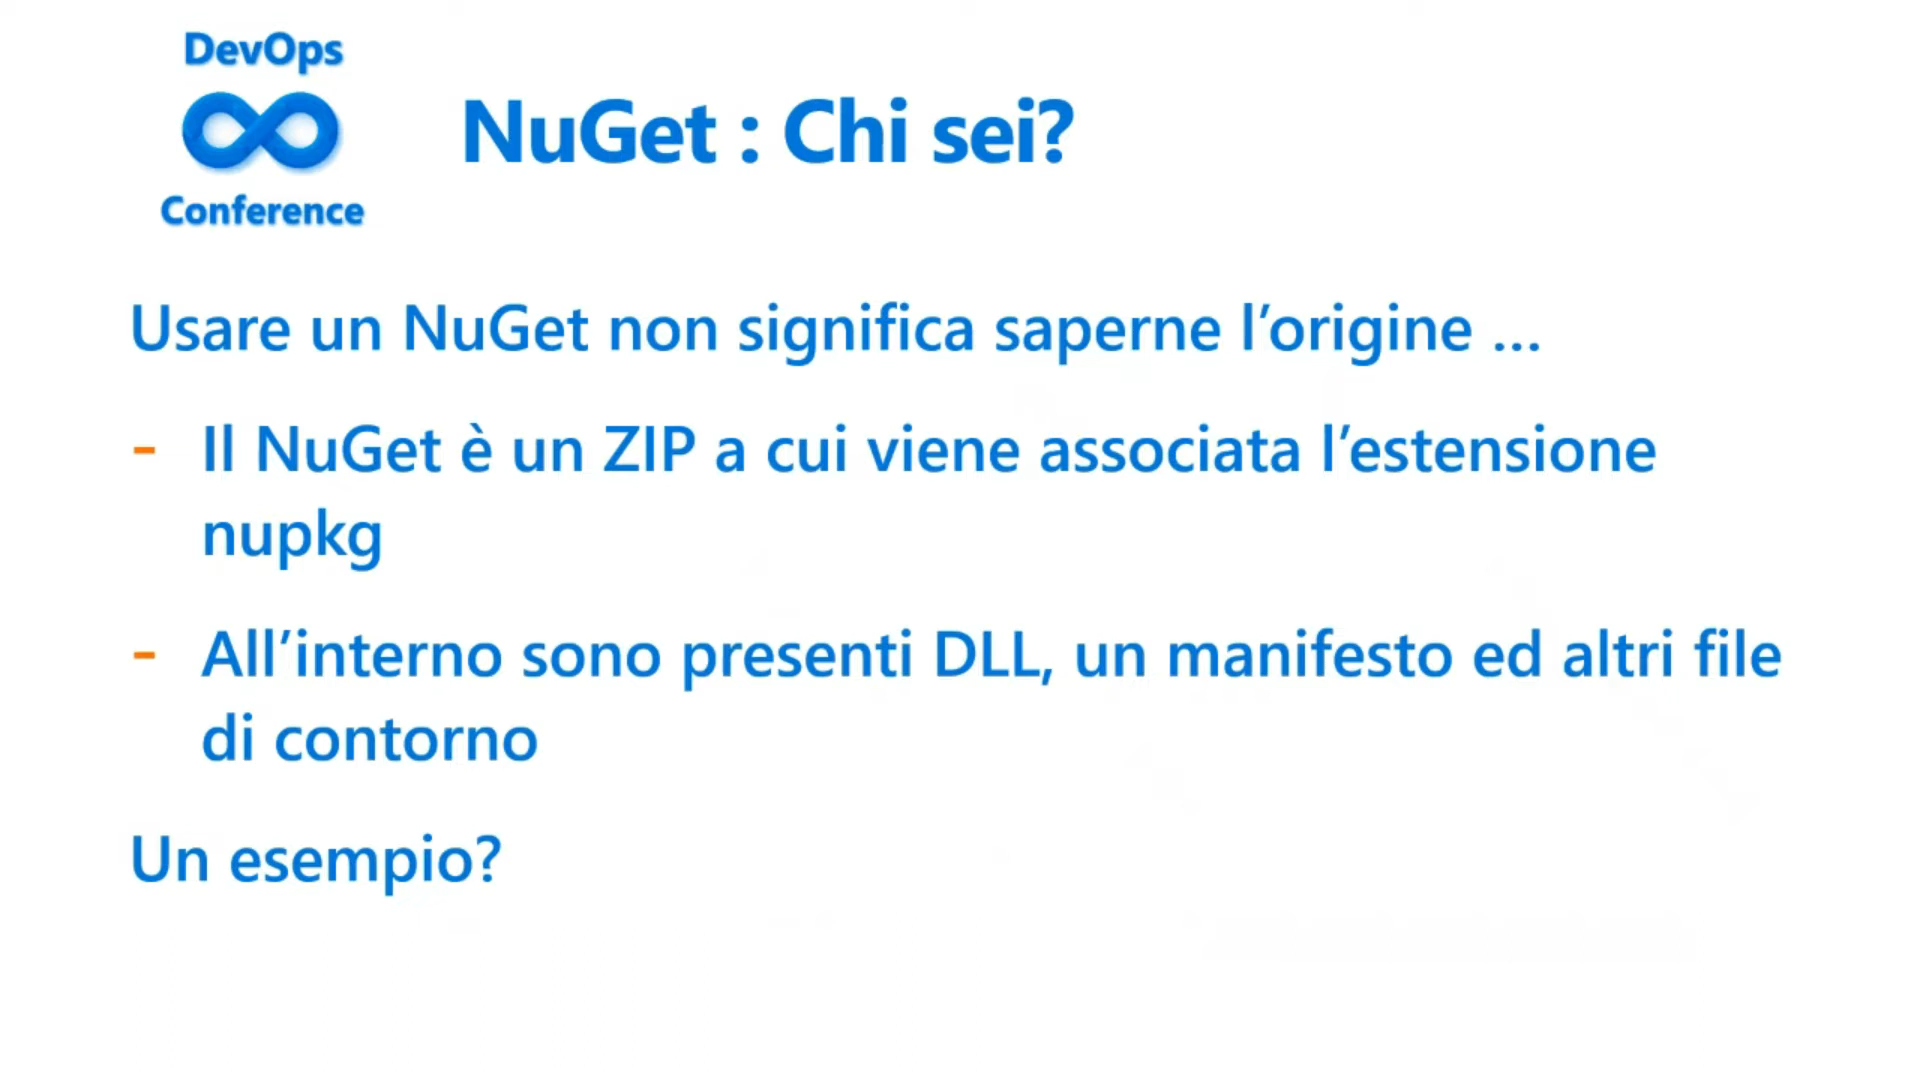 DevOps
Conference
NuGet : Chi sei?
Usare un NuGet non significa saperne l’origine ...
- Il NuGet è un ZIP a cui viene associata l’estensione
nupkg
- All’interno sono presenti DLL, un manifesto ed altri file
di contorno
Un esempio?